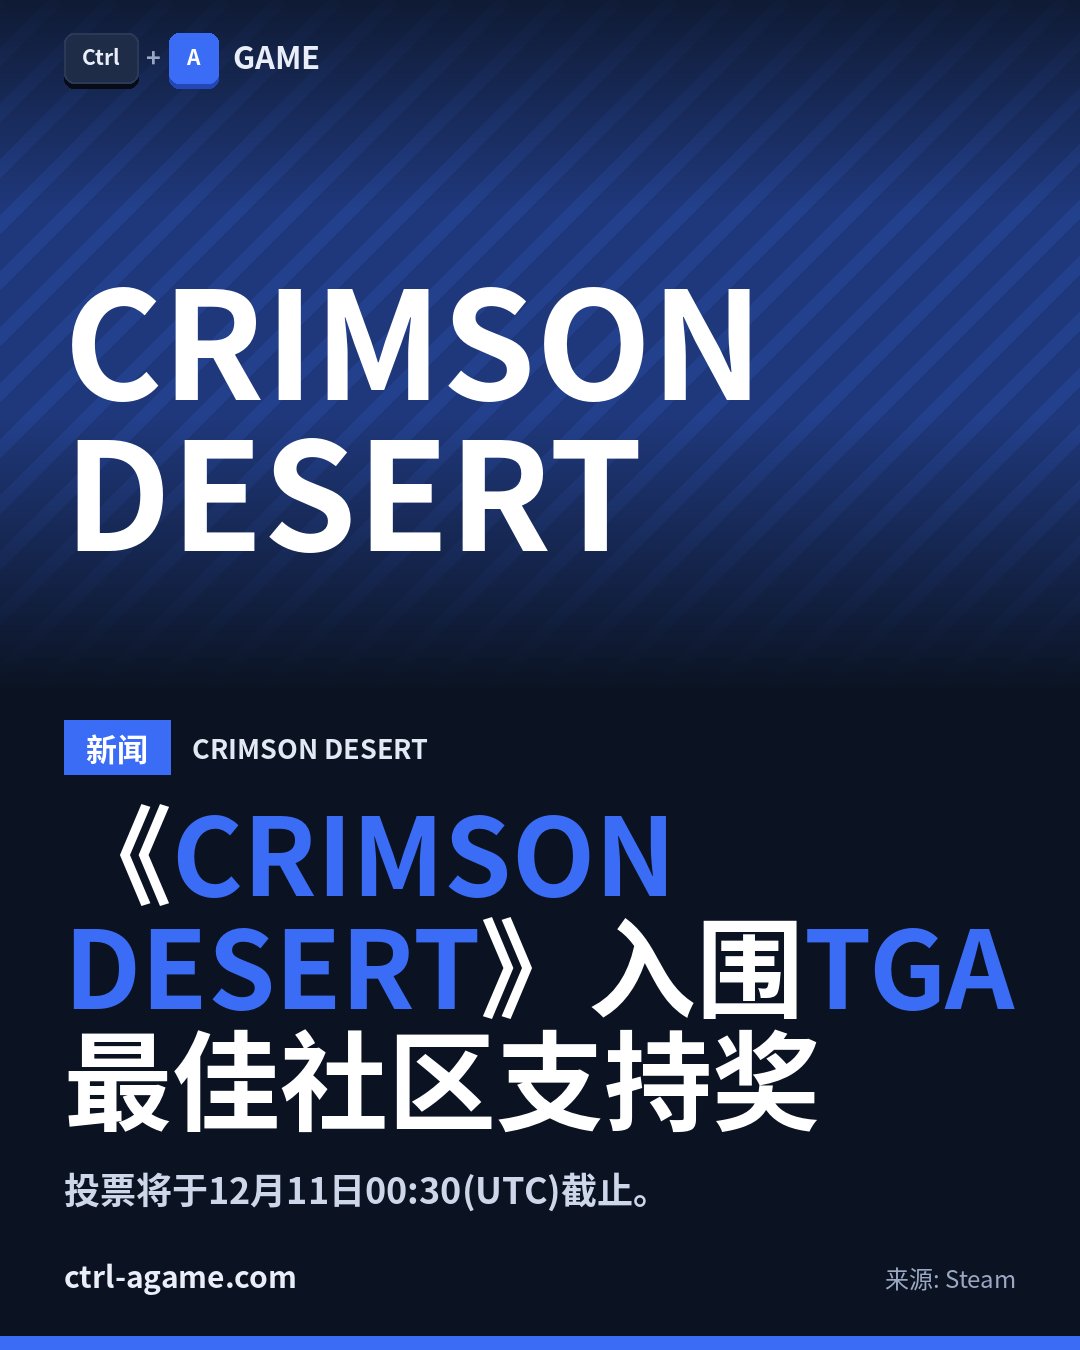 Ctrl + A GAME
CRIMSON
DESERT
新闻 CRIMSON DESERT
《CRIMSON
DESERT》入围TGA
最佳社区支持奖
投票将于12月11日00:30(UTC)截止。
ctrl-agame.com
来源: Steam